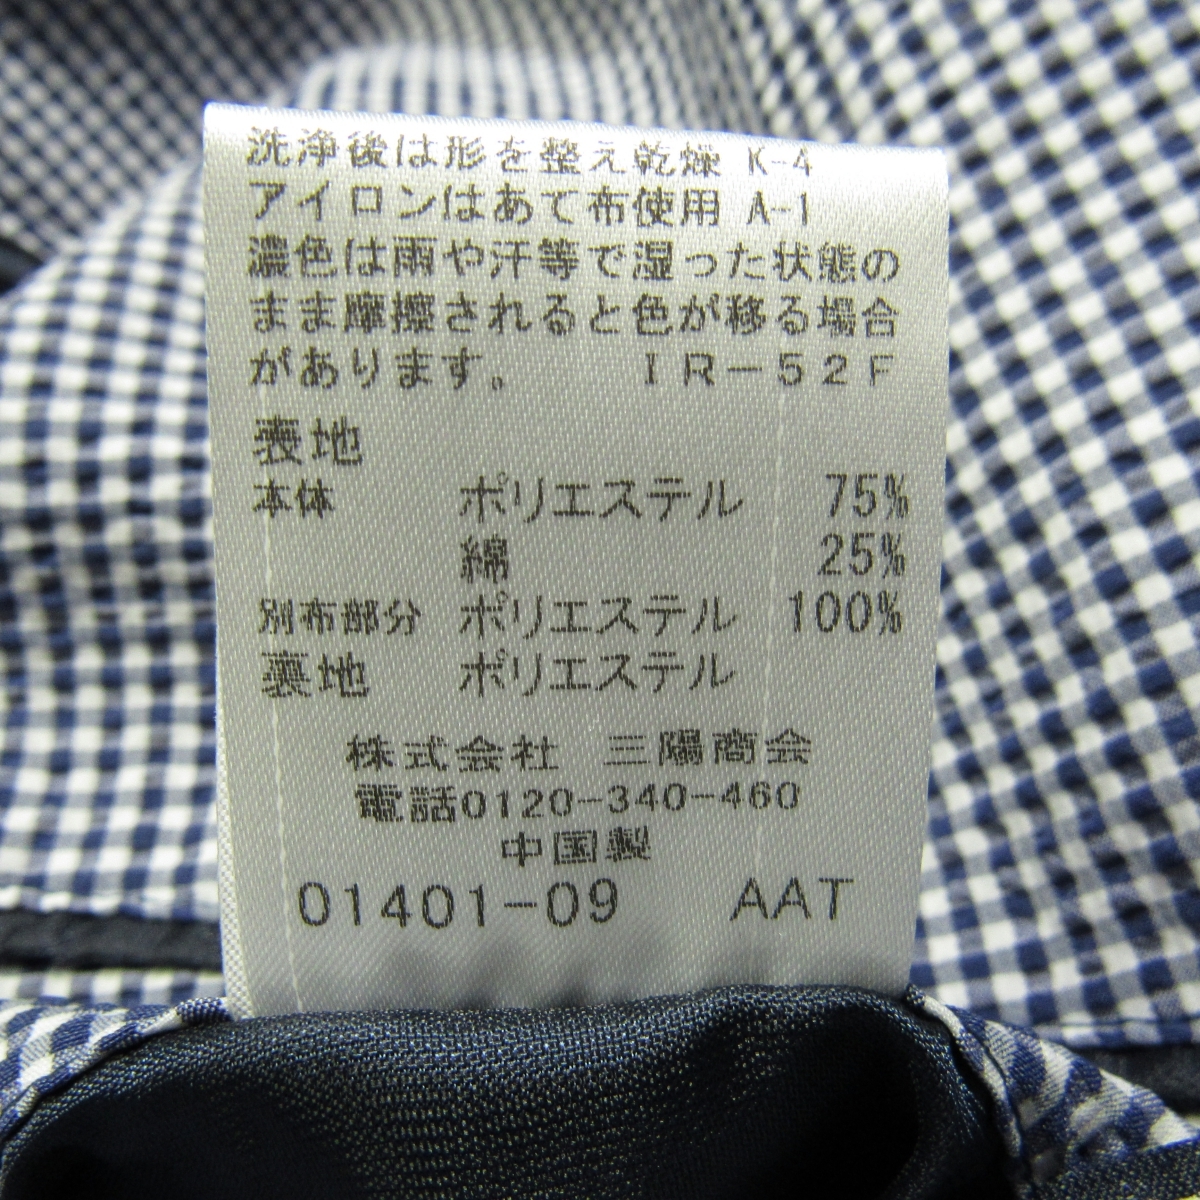 洗浄後は形を整え乾燥 K-4
アイロンはあて布使用 A-1
濃色は雨や汗等で湿った状態の
まま摩擦されると色が移る場合
があります。 IR-52F
表地
本体 ポリエステル 75%
綿 25%
別布部分 ポリエステル 100%
裏地 ポリエステル
株式会社 三陽商会
電話0120-340-460
中国製
01401-09 AAT